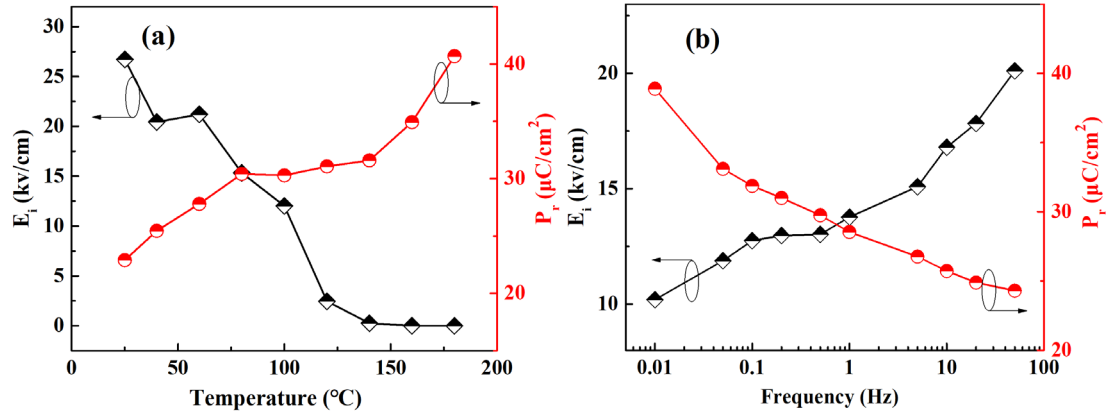 (a)
30
25
20
15
10
5
0
E_i (kv/cm)
0 50 100 150 200
Temperature (℃)
40
30
20
P_r (μC/cm²)
(b)
20
15
10
E_i (kv/cm)
0.01 0.1 1 10 100
Frequency (Hz)
40
30
20
P_r (μC/cm²)